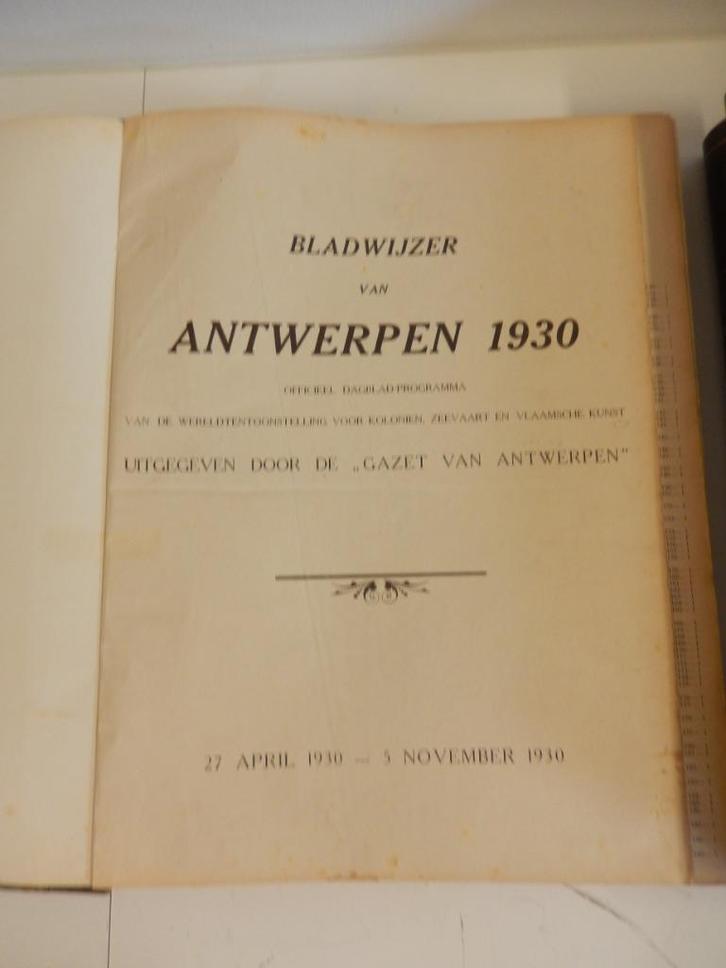 BLADWIJZER
VAN
ANTWERPEN 1930
OFFICIEEL DAGBLAD-PROGRAMMA
VAN DE WERELDTENTOONSTELLING VOOR KOLONIEN, ZEEVAART EN VLAAMSCHE KUNST
UITGEGEVEN DOOR DE „GAZET VAN ANTWERPEN"
27 APRIL 1930 — 5 NOVEMBER 1930